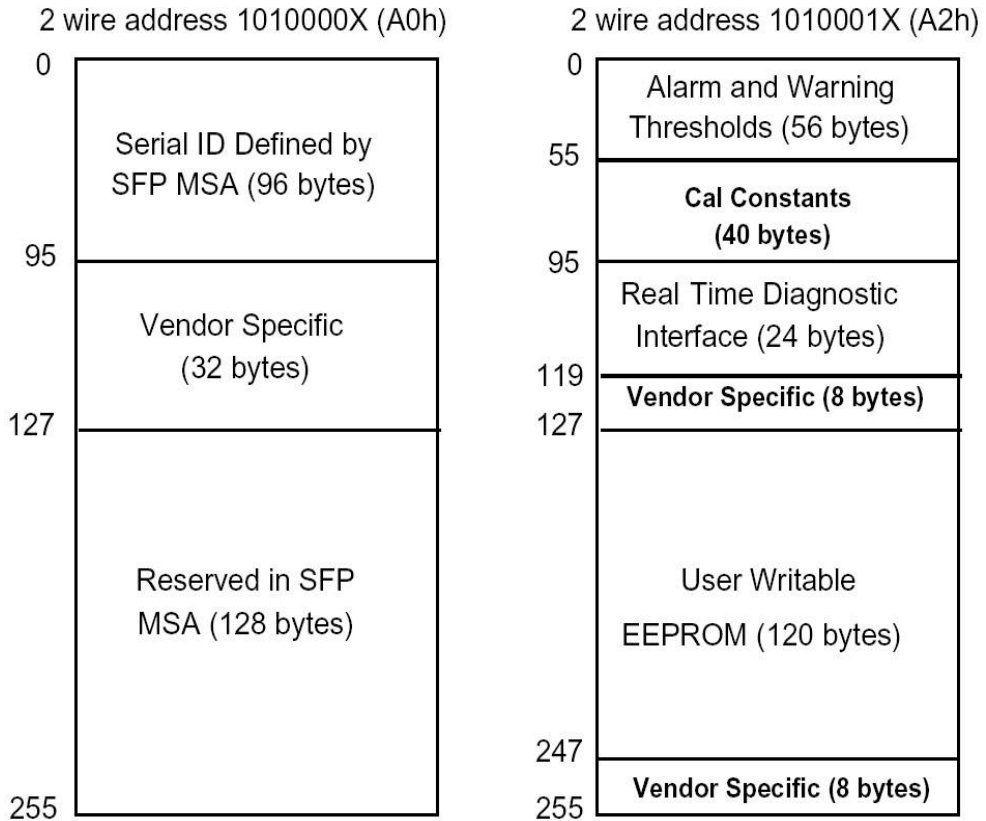 2 wire address 1010000X (A0h)
0
Serial ID Defined by
SFP MSA (96 bytes)
95
Vendor Specific
(32 bytes)
127
Reserved in SFP
MSA (128 bytes)
255
2 wire address 1010001X (A2h)
0
Alarm and Warning
Thresholds (56 bytes)
55
Cal Constants
(40 bytes)
95
Real Time Diagnostic
Interface (24 bytes)
119
Vendor Specific (8 bytes)
127
User Writable
EEPROM (120 bytes)
247
Vendor Specific (8 bytes)
255